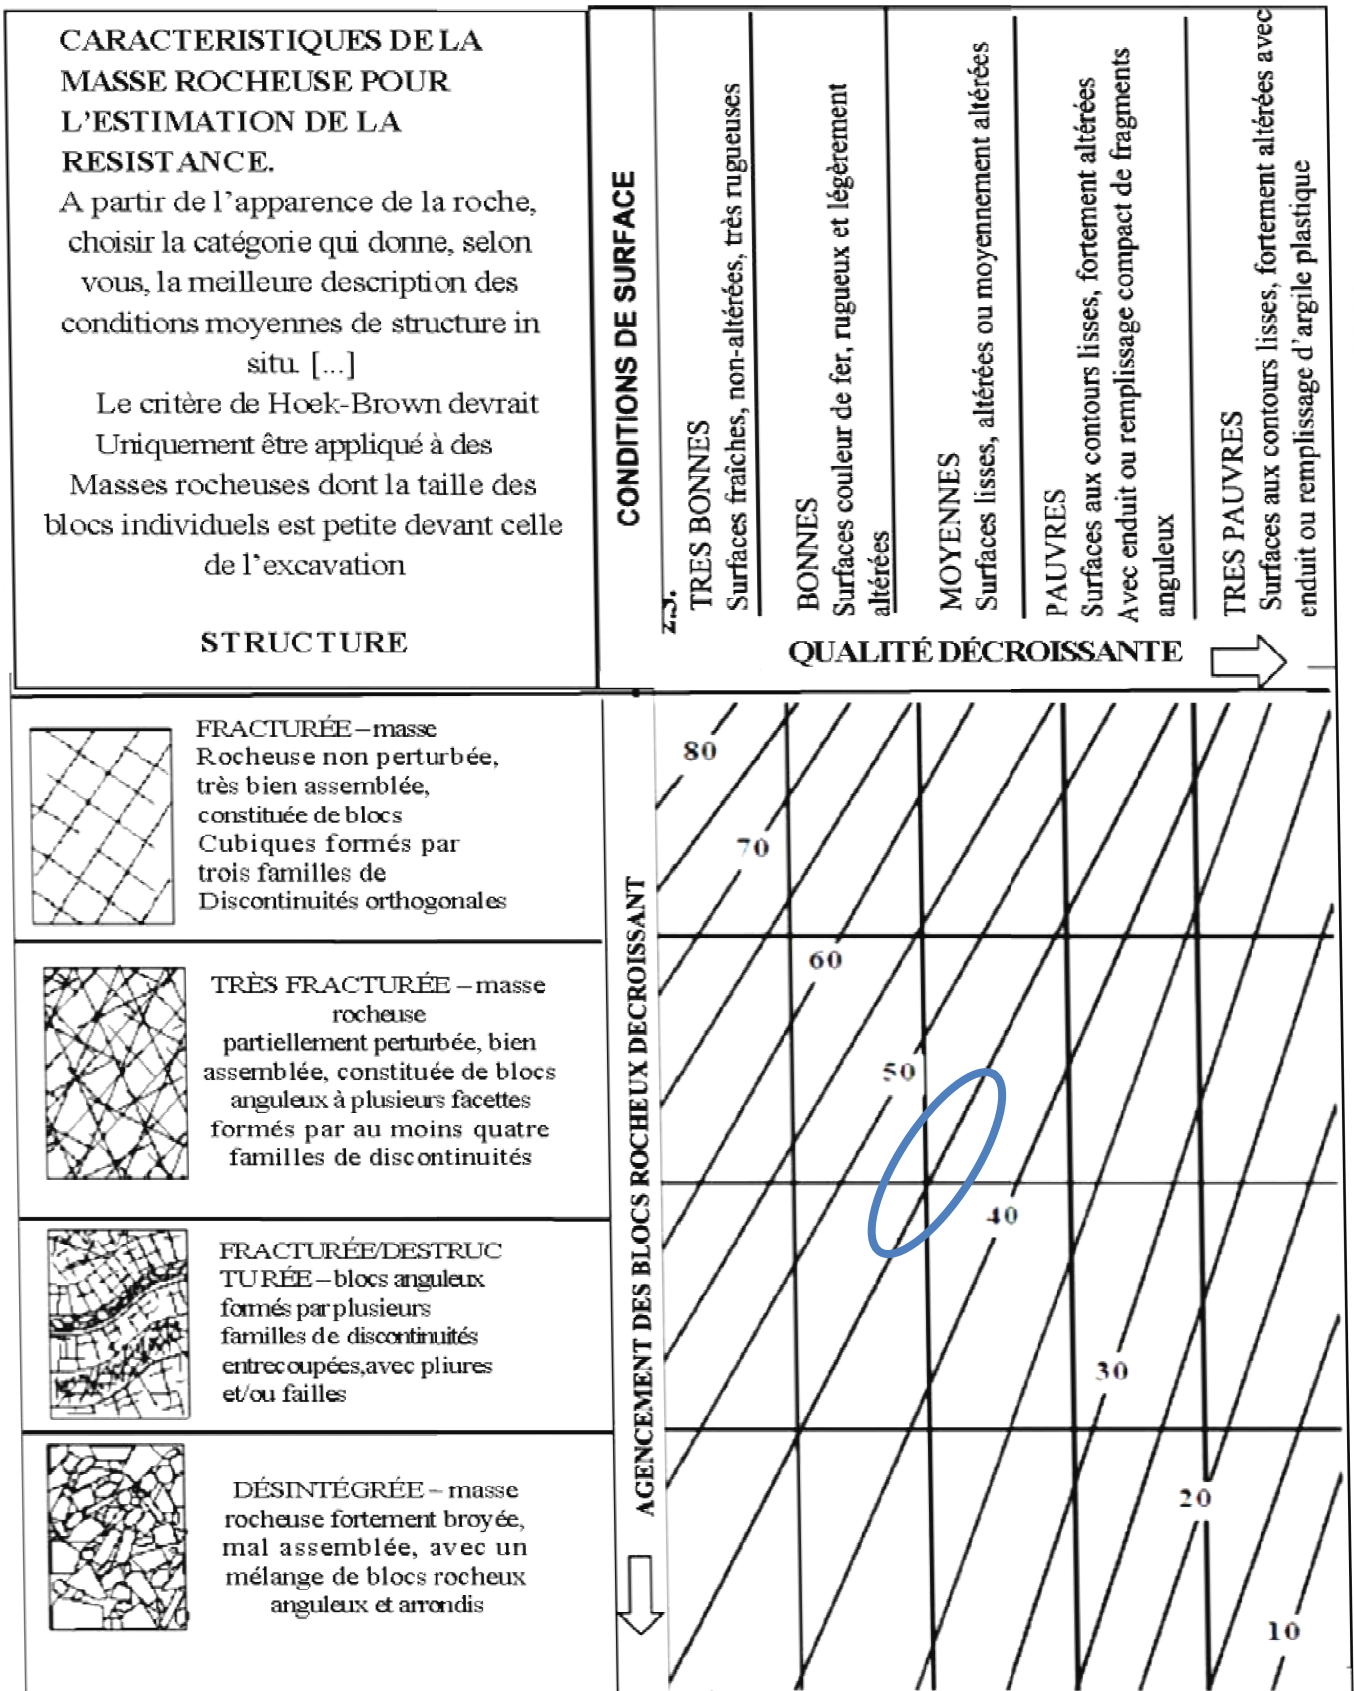 CARACTERISTIQUES DE LA
MASSE ROCHEUSE POUR
L'ESTIMATION DE LA
RESISTANCE.
A partir de l'apparence de la roche,
choisir la catégorie qui donne, selon
vous, la meilleure description des
conditions moyennes de structure in
situ. [...]
Le critère de Hoek-Brown devrait
Uniquement être appliqué à des
Masses rocheuses dont la taille des
blocs individuels est petite devant celle
de l'excavation
STRUCTURE
CONDITIONS DE SURFACE
2.3.
TRES BONNES
Surfaces fraîches, non-altérées, très rugueuses
BONNES
Surfaces couleur de fer, rugueux et légèrement
altérées
MOYENNES
Surfaces lisses, altérées ou moyennement altérées
PAUVRES
Surfaces aux contours lisses, fortement altérées
Avec enduit ou remplissage compact de fragments
anguleux
TRES PAUVRES
Surfaces aux contours lisses, fortement altérées avec
enduit ou remplissage d'argile plastique
QUALITÉ DÉCROISSANTE
FRACTURÉE – masse
Rocheuse non perturbée,
très bien assemblée,
constituée de blocs
Cubiques formés par
trois familles de
Discontinuités orthogonales
TRÈS FRACTURÉE – masse
rocheuse
partiellement perturbée, bien
assemblée, constituée de blocs
anguleux à plusieurs facettes
formés par au moins quatre
familles de discontinuités
FRACTURÉE/DESTRUC
TURÉE – blocs anguleux
formés par plusieurs
familles de discontinuités
entrecoupées, avec pliures
et/ou failles
DÉSINTÉGRÉE – masse
rocheuse fortement broyée,
mal assemblée, avec un
mélange de blocs rocheux
anguleux et arrondis
AGENCEMENT DES BLOCS ROCHEUX DECROISSANT
80
70
60
50
40
30
20
10